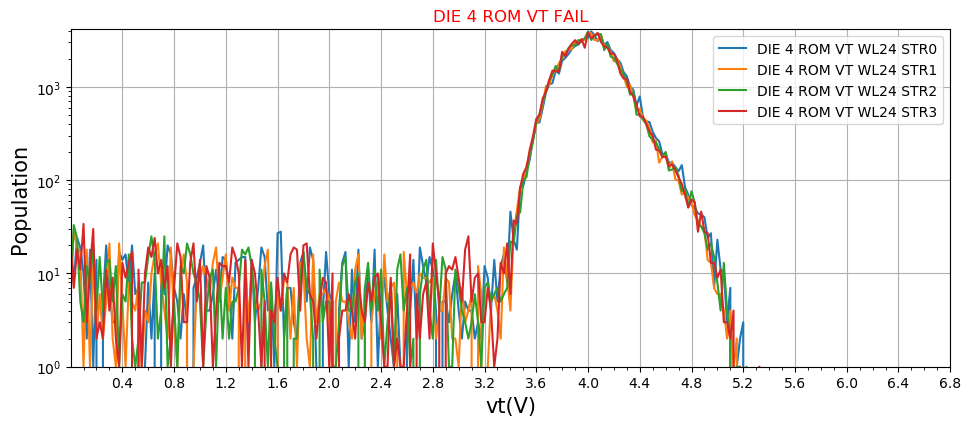 DIE 4 ROM VT FAIL
DIE 4 ROM VT WL24 STR0
DIE 4 ROM VT WL24 STR1
DIE 4 ROM VT WL24 STR2
DIE 4 ROM VT WL24 STR3
Population
10³
10²
10¹
10⁰
0.4 0.8 1.2 1.6 2.0 2.4 2.8 3.2 3.6 4.0 4.4 4.8 5.2 5.6 6.0 6.4 6.8
vt(V)